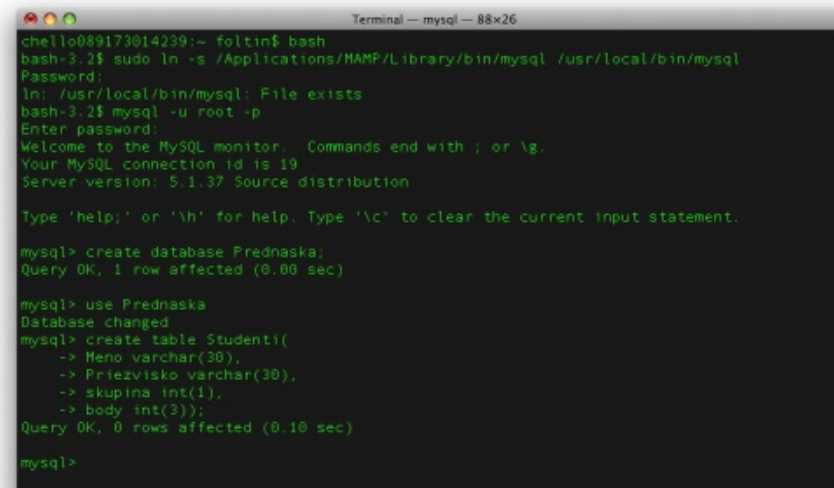 Terminal — mysql — 88×26
chello089173014239:~ foltin$ bash
bash-3.2$ sudo ln -s /Applications/MAMP/Library/bin/mysql /usr/local/bin/mysql
Password:
ln: /usr/local/bin/mysql: File exists
bash-3.2$ mysql -u root -p
Enter password:
Welcome to the MySQL monitor.  Commands end with ; or \g.
Your MySQL connection id is 19
Server version: 5.1.37 Source distribution
Type 'help;' or '\h' for help. Type '\c' to clear the current input statement.
mysql> create database Prednaska;
Query OK, 1 row affected (0.00 sec)
mysql> use Prednaska
Database changed
mysql> create table Studenti(
    -> Meno varchar(30),
    -> Priezvisko varchar(30),
    -> skupina int(1),
    -> body int(3));
Query OK, 0 rows affected (0.10 sec)
mysql>